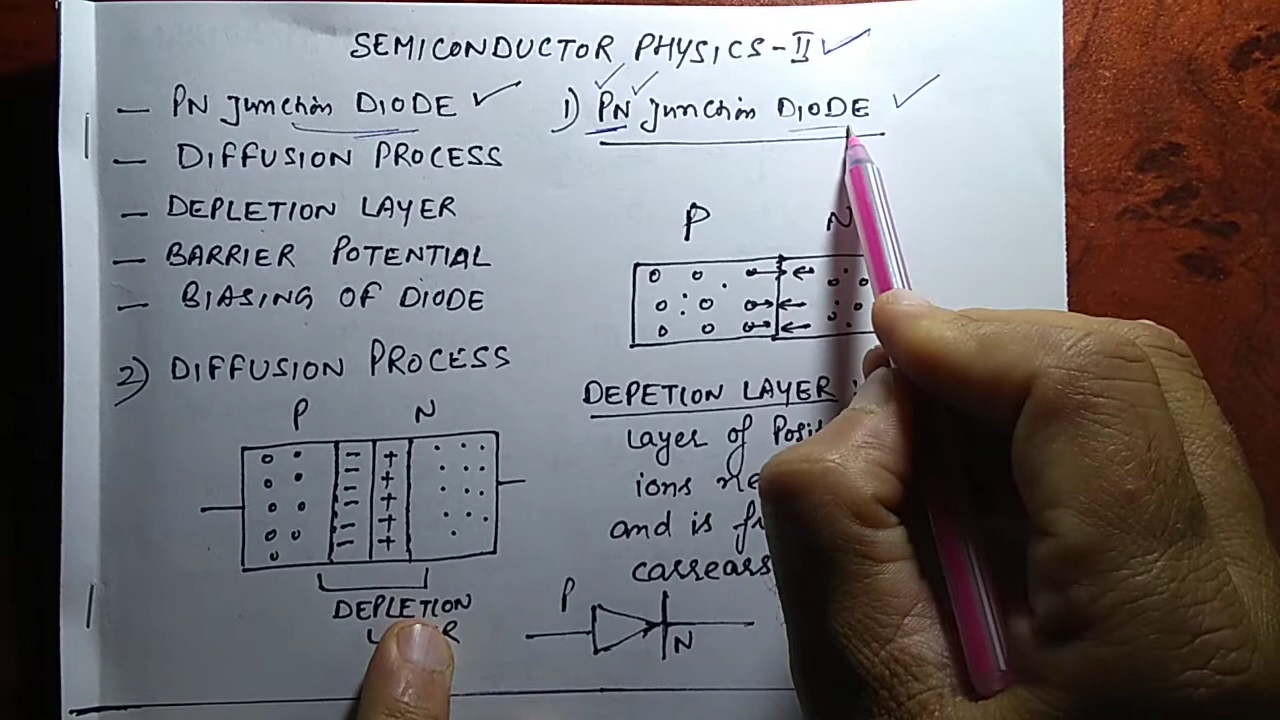 SEMICONDUCTOR PHYSICS-II
- PN Junction DIODE
- DIFFUSION PROCESS
- DEPLETION LAYER
- BARRIER POTENTIAL
- BIASING OF DIODE
2) DIFFUSION PROCESS
P N
- +
- +
- +
- +
- +
DEPLETION
1) PN Junction DIODE
P N
DEPETION LAYER :
Layer of
ions
and is
carrears
P
N